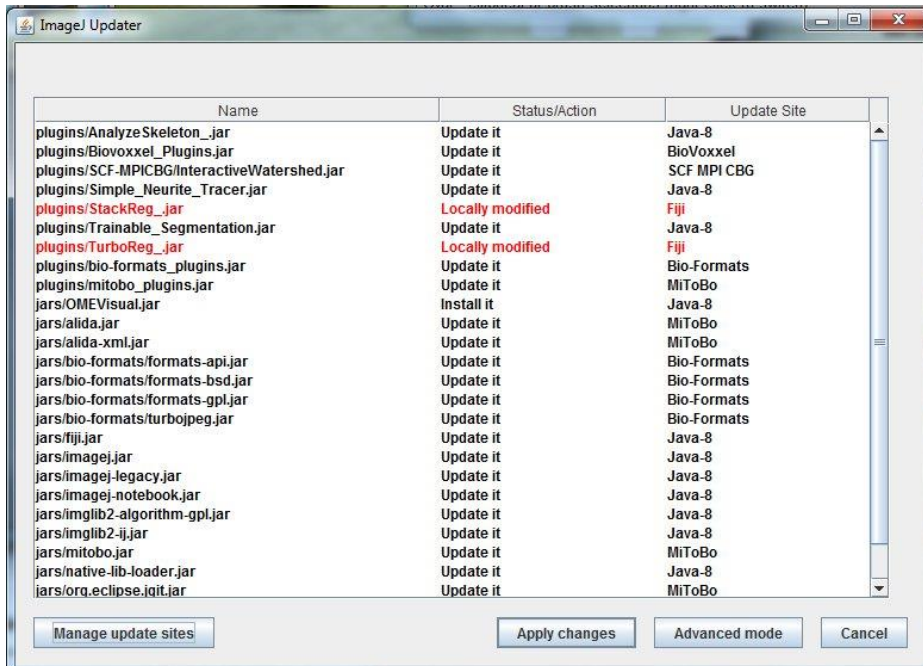 ImageJ Updater
Name Status/Action Update Site
plugins/AnalyzeSkeleton_.jar Update it Java-8
plugins/Biovoxxel_Plugins.jar Update it BioVoxxel
plugins/SCF-MPICBG/InteractiveWatershed.jar Update it SCF MPI CBG
plugins/Simple_Neurite_Tracer.jar Update it Java-8
plugins/StackReg_.jar Locally modified Fiji
plugins/Trainable_Segmentation.jar Update it Java-8
plugins/TurboReg_.jar Locally modified Fiji
plugins/bio-formats_plugins.jar Update it Bio-Formats
plugins/mitobo_plugins.jar Update it MiToBo
jars/OMEVisual.jar Install it Java-8
jars/alida.jar Update it MiToBo
jars/alida-xml.jar Update it MiToBo
jars/bio-formats/formats-api.jar Update it Bio-Formats
jars/bio-formats/formats-bsd.jar Update it Bio-Formats
jars/bio-formats/formats-gpl.jar Update it Bio-Formats
jars/bio-formats/turbojpeg.jar Update it Bio-Formats
jars/fiji.jar Update it Java-8
jars/imagej.jar Update it Java-8
jars/imagej-legacy.jar Update it Java-8
jars/imagej-notebook.jar Update it Java-8
jars/imglib2-algorithm-gpl.jar Update it Java-8
jars/imglib2-ij.jar Update it Java-8
jars/mitobo.jar Update it MiToBo
jars/native-lib-loader.jar Update it Java-8
jars/org.eclipse.jgit.jar Update it MiToBo
Manage update sites Apply changes Advanced mode Cancel